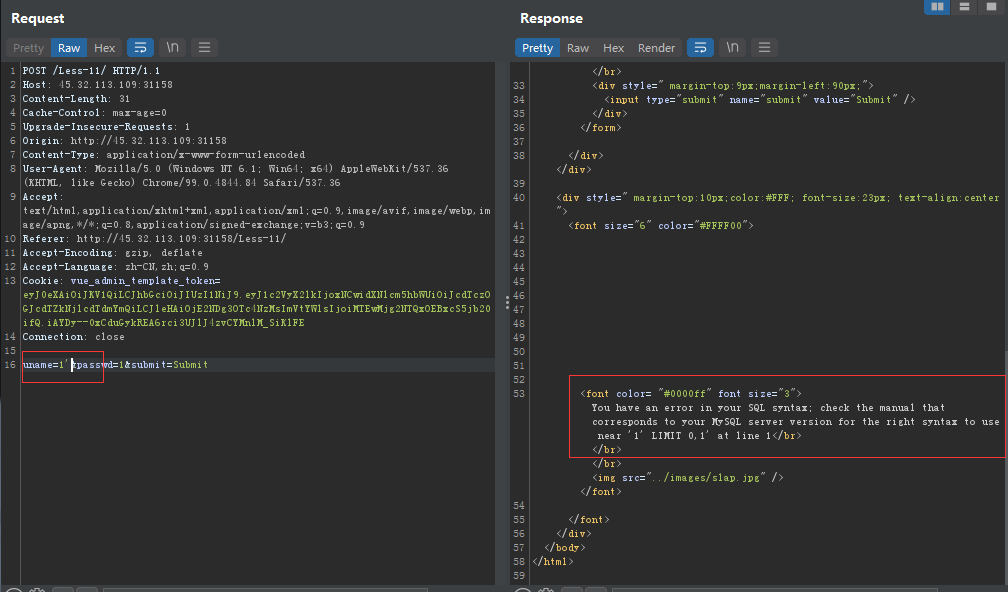 Request
Pretty Raw Hex \n
1 POST /Less-11/ HTTP/1.1
2 Host: 45.32.113.109:31158
3 Content-Length: 31
4 Cache-Control: max-age=0
5 Upgrade-Insecure-Requests: 1
6 Origin: http://45.32.113.109:31158
7 Content-Type: application/x-www-form-urlencoded
8 User-Agent: Mozilla/5.0 (Windows NT 6.1; Win64; x64) AppleWebKit/537.36
(KHTML, like Gecko) Chrome/99.0.4844.84 Safari/537.36
9 Accept:
text/html,application/xhtml+xml,application/xml;q=0.9,image/avif,image/webp,im
age/apng,*/*;q=0.8,application/signed-exchange;v=b3;q=0.9
10 Referer: http://45.32.113.109:31158/Less-11/
11 Accept-Encoding: gzip, deflate
12 Accept-Language: zh-CN,zh;q=0.9
13 Cookie: vue_admin_template_token=
14 Connection: close
15
16 uname=1'&passwd=1&submit=Submit
Response
Pretty Raw Hex Render \n
</br>
33 <div style=" margin-top:9px;margin-left:90px;">
34 <input type="submit" name="submit" value="Submit" />
35 </div>
36 </form>
37
38 </div>
</div>
39
40 <div style=" margin-top:10px;color:#FFF; font-size:23px; text-align:center
">
41 <font size="6" color="#FFFF00">
42
43
44
45
46
47
48
49
50
51
52
53 <font color= "#0000ff" font size="3">
You have an error in your SQL syntax; check the manual that
corresponds to your MySQL server version for the right syntax to use
near '1' LIMIT 0,1' at line 1</br>
</br>
</br>
<img src="../images/slap.jpg" />
</font>
54
55 </font>
56 </div>
57 </body>
58 </html>
59